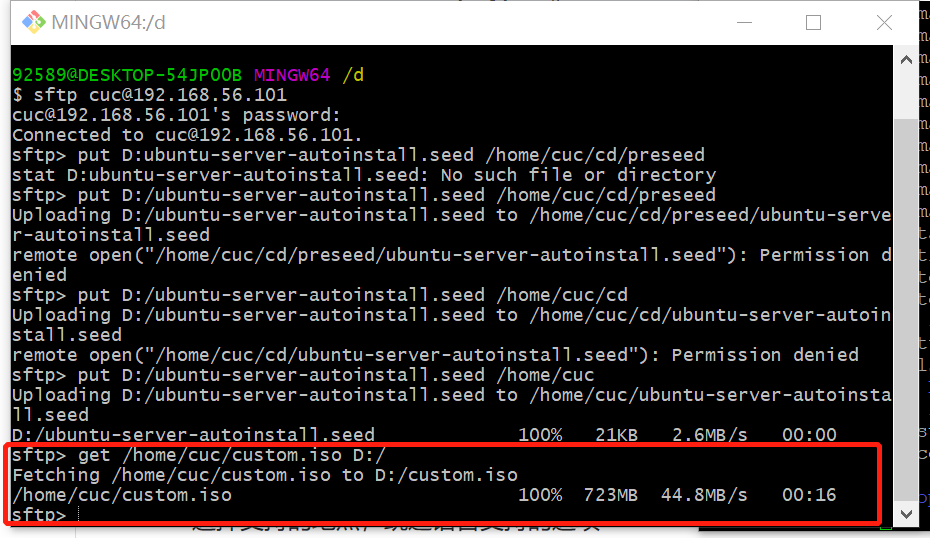 MINGW64:/d
92589@DESKTOP-54JPOOB MINGW64 /d
$ sftp cuc@192.168.56.101
cuc@192.168.56.101's password:
Connected to cuc@192.168.56.101.
sftp> put D:ubuntu-server-autoinstall.seed /home/cuc/cd/preseed
stat D:ubuntu-server-autoinstall.seed: No such file or directory
sftp> put D:/ubuntu-server-autoinstall.seed /home/cuc/cd/preseed
Uploading D:/ubuntu-server-autoinstall.seed to /home/cuc/cd/preseed/ubuntu-serve
r-autoinstall.seed
remote open("/home/cuc/cd/preseed/ubuntu-server-autoinstall.seed"): Permission d
enied
sftp> put D:/ubuntu-server-autoinstall.seed /home/cuc/cd
Uploading D:/ubuntu-server-autoinstall.seed to /home/cuc/cd/ubuntu-server-autoin
stall.seed
remote open("/home/cuc/cd/ubuntu-server-autoinstall.seed"): Permission denied
sftp> put D:/ubuntu-server-autoinstall.seed /home/cuc
Uploading D:/ubuntu-server-autoinstall.seed to /home/cuc/ubuntu-server-autoinsta
ll.seed
D:/ubuntu-server-autoinstall.seed 100% 21KB 2.6MB/s 00:00
sftp> get /home/cuc/custom.iso D:/
Fetching /home/cuc/custom.iso to D:/custom.iso
/home/cuc/custom.iso 100% 723MB 44.8MB/s 00:16
sftp>